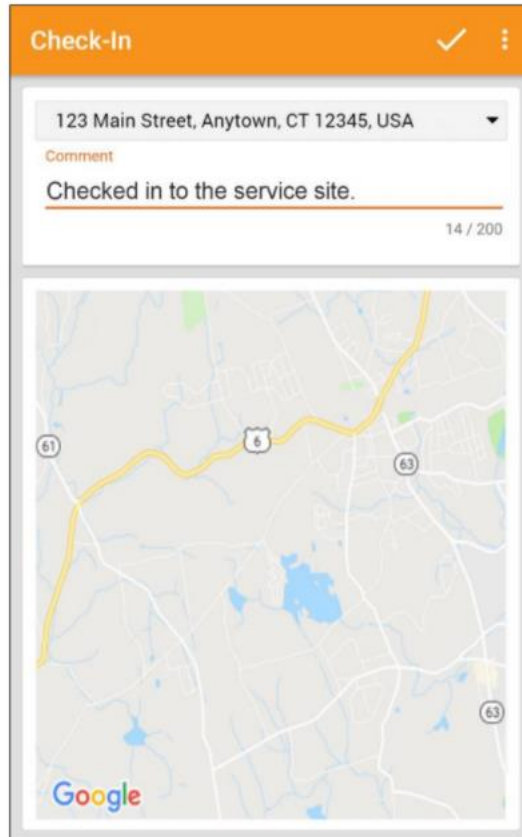 Check-In
123 Main Street, Anytown, CT 12345, USA
Comment
Checked in to the service site.
14 / 200
6
61
63
63
Google